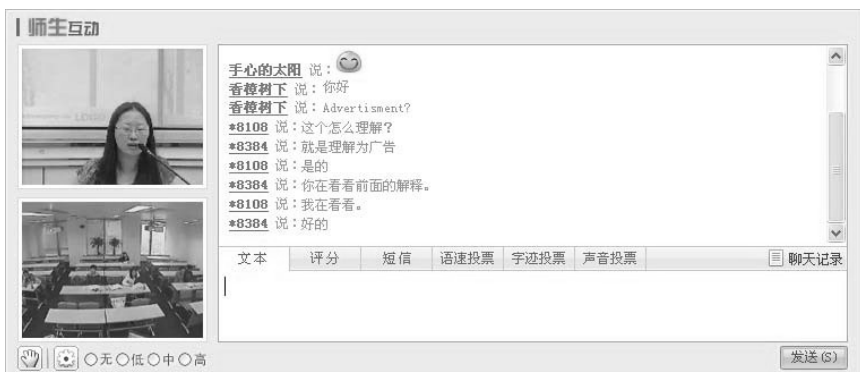 师生互动
手心的太阳 说：
香樟树下 说：你好
香樟树下 说：Advertisment?
*8108 说：这个怎么理解？
*8384 说：就是理解为广告
*8108 说：是的
*8384 说：你在看看前面的解释。
*8108 说：我在看看。
*8384 说：好的
文本 评分 短信 语速投票 字迹投票 声音投票 聊天记录
无 低 中 高 发送(S)